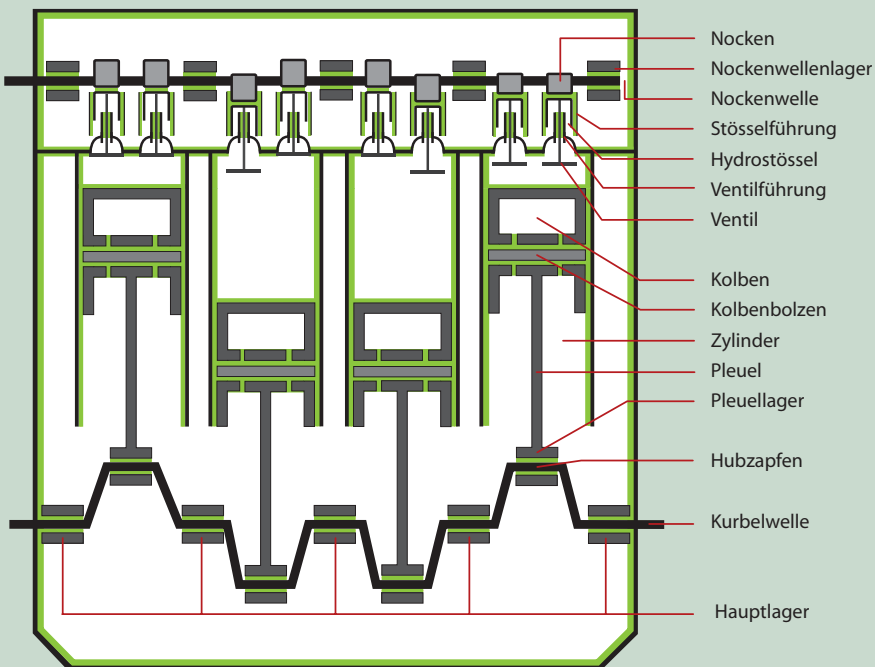 Nocken
Nockenwellenlager
Nockenwelle
Stösselführung
Hydrostössel
Ventilführung
Ventil
Kolben
Kolbenbolzen
Zylinder
Pleuel
Pleuellager
Hubzapfen
Kurbelwelle
Hauptlager